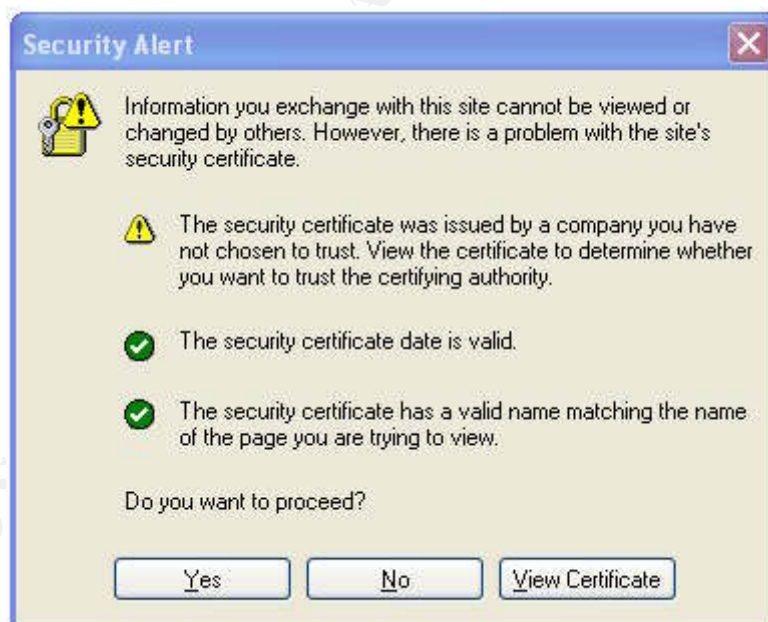 Security Alert
Information you exchange with this site cannot be viewed or
changed by others. However, there is a problem with the site's
security certificate.
The security certificate was issued by a company you have
not chosen to trust. View the certificate to determine whether
you want to trust the certifying authority.
The security certificate date is valid.
The security certificate has a valid name matching the name
of the page you are trying to view.
Do you want to proceed?
Yes No View Certificate